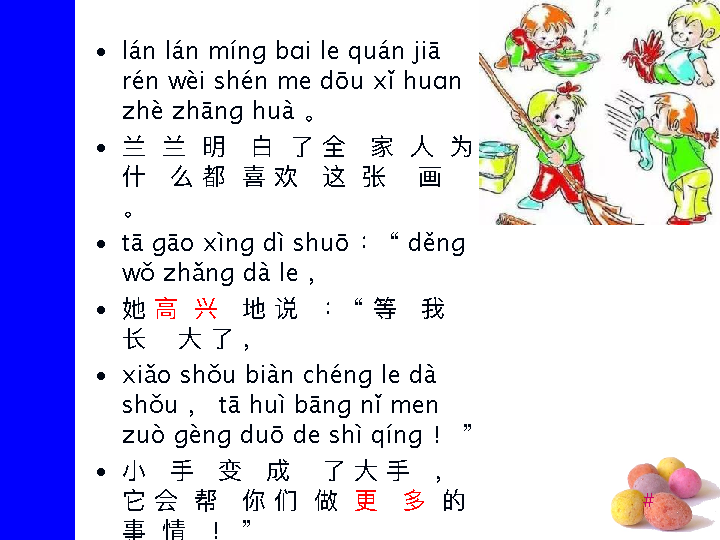 • lán lán míng bɑi le quán jiā
rén wèi shén me dōu xǐ huɑn
zhè zhāng huà 。
• 兰 兰 明 白 了 全 家 人 为
什 么 都 喜 欢 这 张 画
。
• tā gāo xìng dì shuō ：“ děng
wǒ zhǎng dà le ，
• 她 高 兴 地 说 ：“ 等 我
长 大 了 ，
• xiǎo shǒu biàn chéng le dà
shǒu ， tā huì bāng nǐ men
zuò gèng duō de shì qíng ！ ”
• 小 手 变 成 了 大 手 ，
它 会 帮 你 们 做 更 多 的
事 情 ！ ”
#